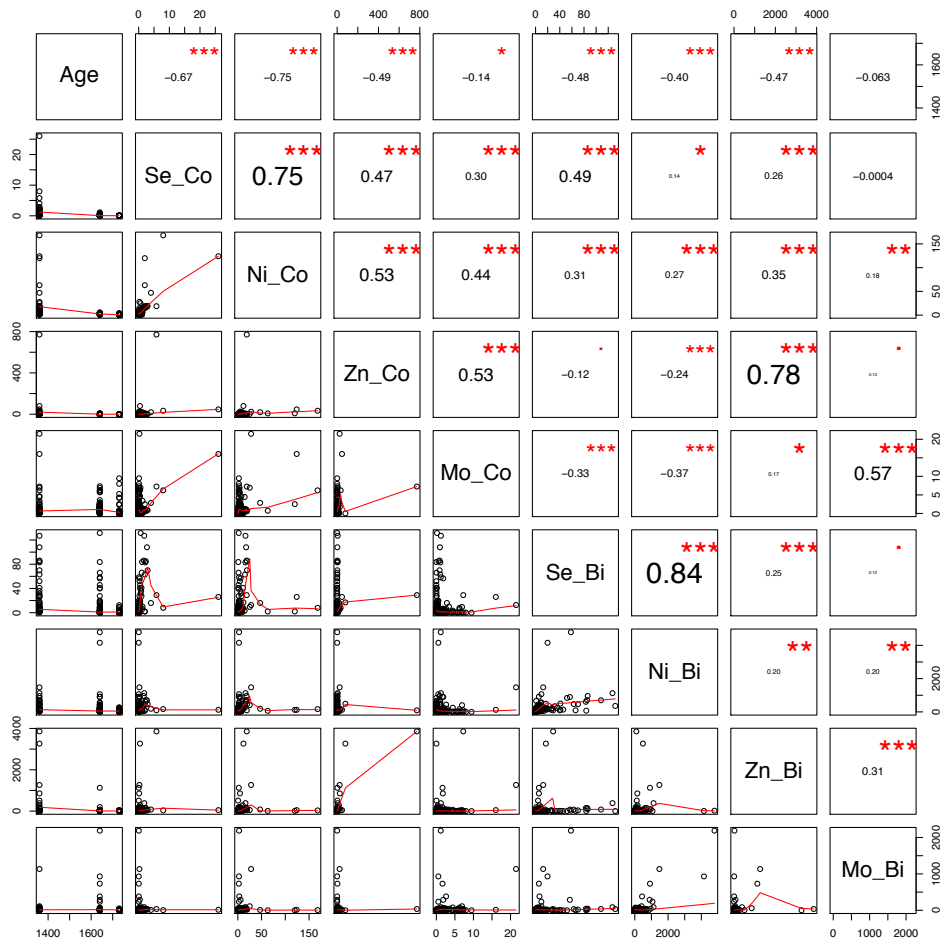 0 10 20 0 400 800 0 40 80 0 2000 4000
Age −0.67 *** −0.75 *** −0.49 *** −0.14 * −0.48 *** −0.40 *** −0.47 *** −0.063 1400 1600
0 10 20 Se_Co 0.75 *** 0.47 *** 0.30 *** 0.49 *** 0.14 * 0.26 *** −0.0004
Ni_Co 0.53 *** 0.44 *** 0.31 *** 0.27 *** 0.35 *** 0.18 ** 0 50 150
0 400 800 Zn_Co 0.53 *** −0.12 . −0.24 *** 0.78 *** 0.13 .
Mo_Co −0.33 *** −0.37 *** 0.17 * 0.57 *** 0 5 10 20
0 40 80 Se_Bi 0.84 *** 0.25 *** 0.12 .
Ni_Bi 0.20 ** 0.20 ** 0 2000
0 2000 4000 Zn_Bi 0.31 ***
Mo_Bi 0 1000 2000
1400 1600 0 50 150 0 5 10 20 0 2000 0 1000 2000